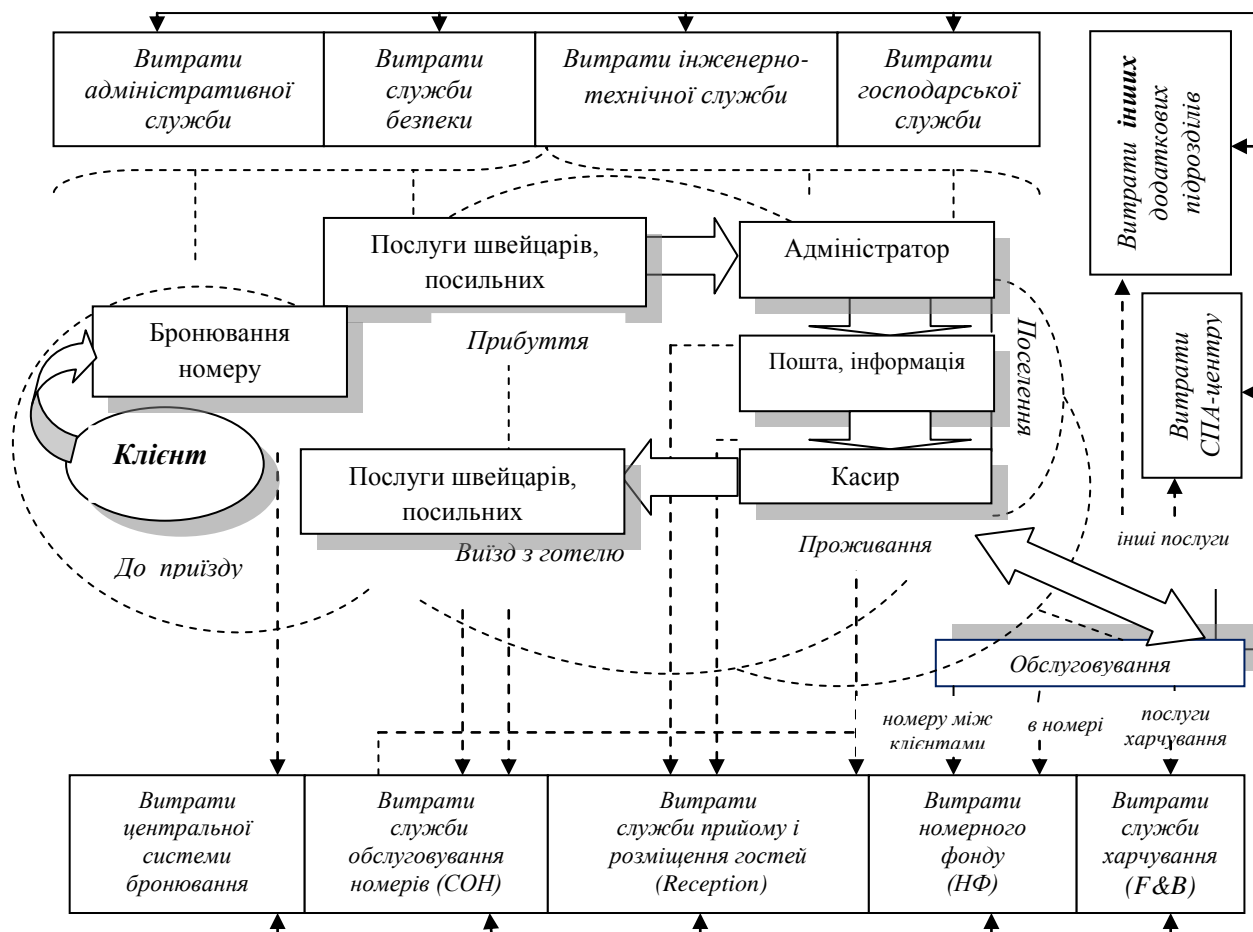 Витрати
адміністративної
служби
Витрати
служби
безпеки
Витрати інженерно-
технічної служби
Витрати
господарської
служби
Витрати інших
додаткових
підрозділів
Послуги швейцарів,
посильних
Адміністратор
Бронювання
номеру
Прибуття
Пошта, інформація
Поселення
Витрати
СПА-центру
Клієнт
Послуги швейцарів,
посильних
Касир
До приїзду
Виїзд з готелю
Проживання
інші послуги
Обслуговування
номеру між
клієнтами
в номері
послуги
харчування
Витрати
центральної
системи
бронювання
Витрати
служби
обслуговування
номерів (СОН)
Витрати
служби прийому і
розміщення гостей
(Reception)
Витрати
номерного
фонду
(НФ)
Витрати
служби
харчування
(F&B)